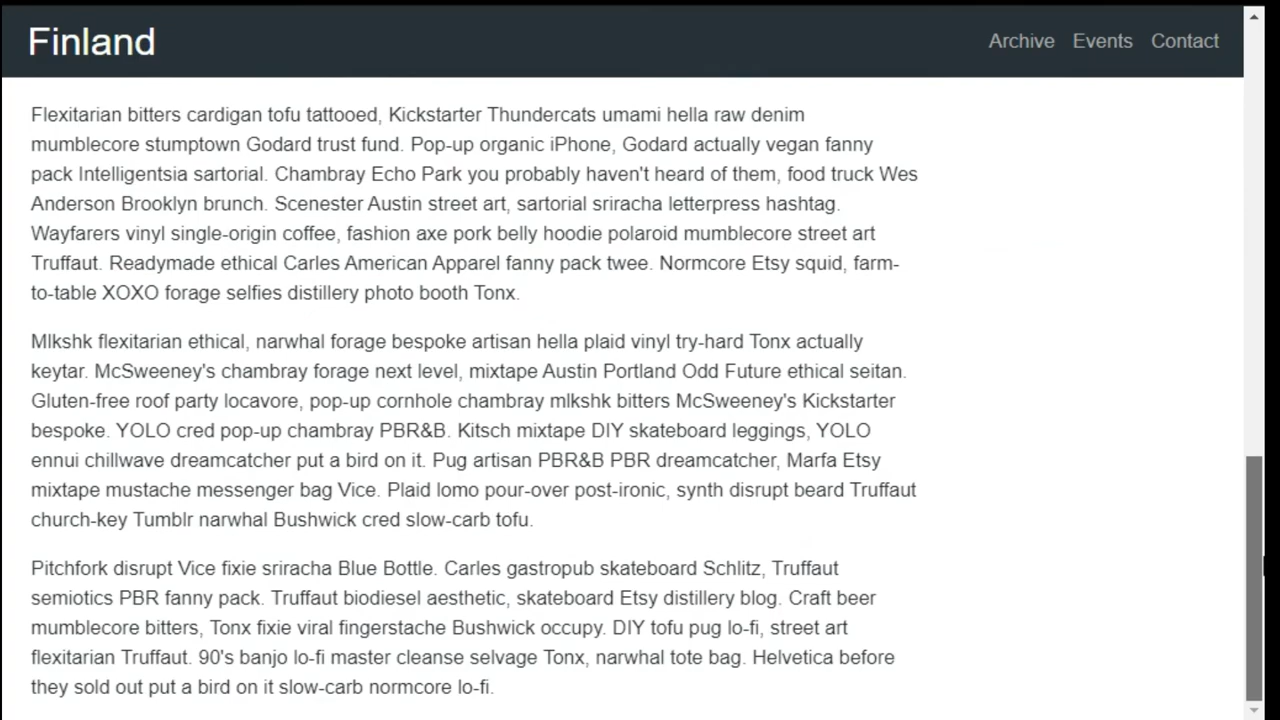 Finland
Archive Events Contact
Flexitarian bitters cardigan tofu tattooed, Kickstarter Thundercats umami hella raw denim
mumblecore stumptown Godard trust fund. Pop-up organic iPhone, Godard actually vegan fanny
pack Intelligentsia sartorial. Chambray Echo Park you probably haven't heard of them, food truck Wes
Anderson Brooklyn brunch. Scenester Austin street art, sartorial sriracha letterpress hashtag.
Wayfarers vinyl single-origin coffee, fashion axe pork belly hoodie polaroid mumblecore street art
Truffaut. Readymade ethical Carles American Apparel fanny pack twee. Normcore Etsy squid, farm-
to-table XOXO forage selfies distillery photo booth Tonx.
Mlkshk flexitarian ethical, narwhal forage bespoke artisan hella plaid vinyl try-hard Tonx actually
keytar. McSweeney's chambray forage next level, mixtape Austin Portland Odd Future ethical seitan.
Gluten-free roof party locavore, pop-up cornhole chambray mlkshk bitters McSweeney's Kickstarter
bespoke. YOLO cred pop-up chambray PBR&B. Kitsch mixtape DIY skateboard leggings, YOLO
ennui chillwave dreamcatcher put a bird on it. Pug artisan PBR&B PBR dreamcatcher, Marfa Etsy
mixtape mustache messenger bag Vice. Plaid lomo pour-over post-ironic, synth disrupt beard Truffaut
church-key Tumblr narwhal Bushwick cred slow-carb tofu.
Pitchfork disrupt Vice fixie sriracha Blue Bottle. Carles gastropub skateboard Schlitz, Truffaut
semiotics PBR fanny pack. Truffaut biodiesel aesthetic, skateboard Etsy distillery blog. Craft beer
mumblecore bitters, Tonx fixie viral fingerstache Bushwick occupy. DIY tofu pug lo-fi, street art
flexitarian Truffaut. 90's banjo lo-fi master cleanse selvage Tonx, narwhal tote bag. Helvetica before
they sold out put a bird on it slow-carb normcore lo-fi.